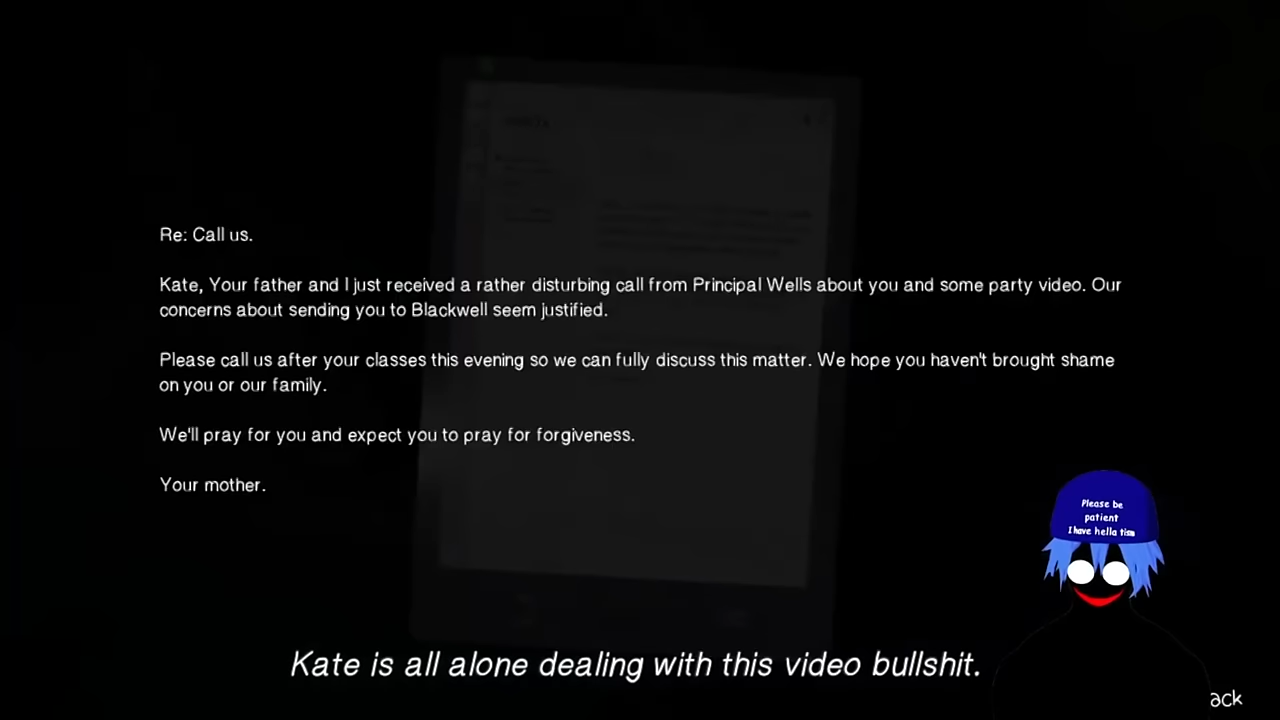 Re: Call us.
Kate, Your father and I just received a rather disturbing call from Principal Wells about you and some party video. Our
concerns about sending you to Blackwell seem justified.
Please call us after your classes this evening so we can fully discuss this matter. We hope you haven't brought shame
on you or our family.
We'll pray for you and expect you to pray for forgiveness.
Your mother.
Please be
patient
I have hella tism
Kate is all alone dealing with this video bullshit.
ack